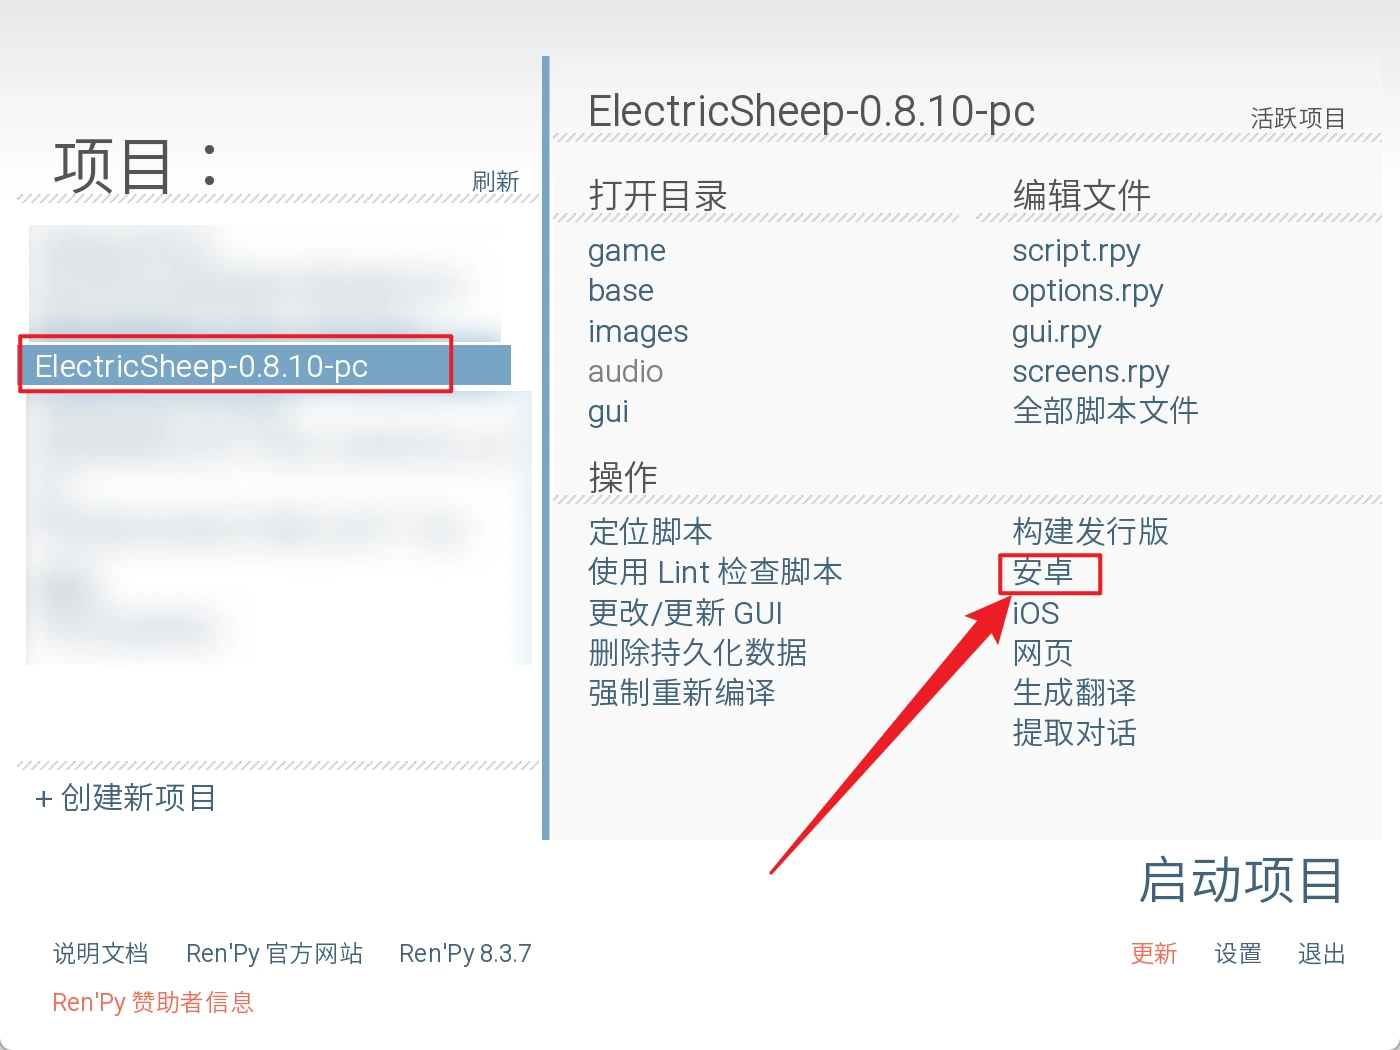 项目：
刷新
ElectricSheep-0.8.10-pc
+ 创建新项目
ElectricSheep-0.8.10-pc
活跃项目
打开目录
game
base
images
audio
gui
编辑文件
script.rpy
options.rpy
gui.rpy
screens.rpy
全部脚本文件
操作
定位脚本
使用 Lint 检查脚本
更改/更新 GUI
删除持久化数据
强制重新编译
构建发行版
安卓
iOS
网页
生成翻译
提取对话
启动项目
说明文档
Ren'Py 官方网站
Ren'Py 8.3.7
更新
设置
退出
Ren'Py 赞助者信息